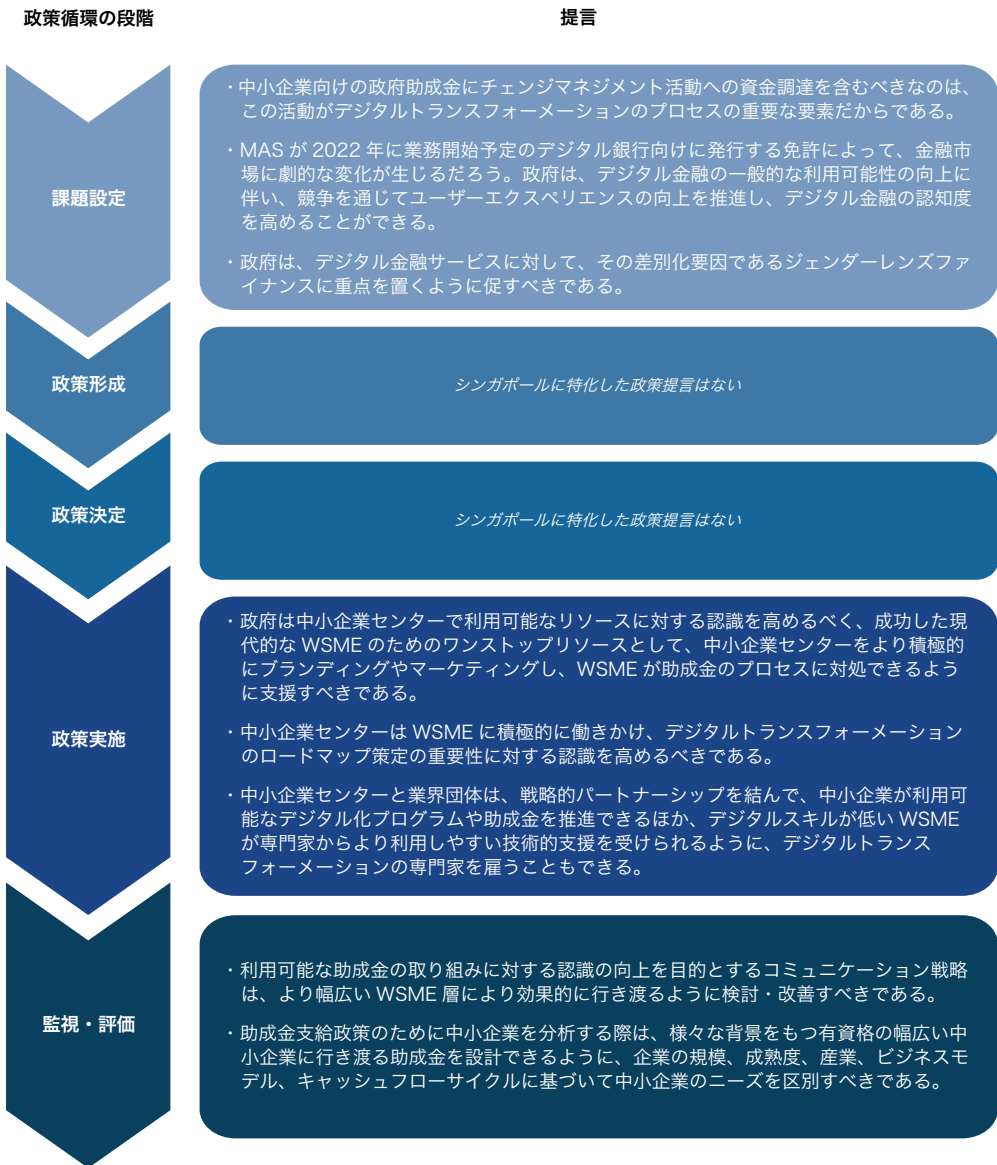 政策循環の段階
提言
課題設定
・中小企業向けの政府助成金にチェンジマネジメント活動への資金調達を含むべきなのは、
この活動がデジタルトランスフォーメーションのプロセスの重要な要素だからである。
・MAS が 2022 年に業務開始予定のデジタル銀行向けに発行する免許によって、金融市
場に劇的な変化が生じるだろう。政府は、デジタル金融の一般的な利用可能性の向上に
伴い、競争を通じてユーザーエクスペリエンスの向上を推進し、デジタル金融の認知度
を高めることができる。
・政府は、デジタル金融サービスに対して、その差別化要因であるジェンダーレンズファ
イナンスに重点を置くように促すべきである。
政策形成
シンガポールに特化した政策提言はない
政策決定
シンガポールに特化した政策提言はない
政策実施
・政府は中小企業センターで利用可能なリソースに対する認識を高めるべく、成功した現
代的な WSME のためのワンストップリソースとして、中小企業センターをより積極的
にブランディングやマーケティングし、WSME が助成金のプロセスに対処できるよう
に支援すべきである。
・中小企業センターは WSME に積極的に働きかけ、デジタルトランスフォーメーション
のロードマップ策定の重要性に対する認識を高めるべきである。
・中小企業センターと業界団体は、戦略的パートナーシップを結んで、中小企業が利用可
能なデジタル化プログラムや助成金を推進できるほか、デジタルスキルが低い WSME
が専門家からより利用しやすい技術的支援を受けられるように、デジタルトランス
フォーメーションの専門家を雇うこともできる。
監視・評価
・利用可能な助成金の取り組みに対する認識の向上を目的とするコミュニケーション戦略
は、より幅広い WSME 層により効果的に行き渡るように検討・改善すべきである。
・助成金支給政策のために中小企業を分析する際は、様々な背景をもつ有資格の幅広い中
小企業に行き渡る助成金を設計できるように、企業の規模、成熟度、産業、ビジネスモ
デル、キャッシュフローサイクルに基づいて中小企業のニーズを区別すべきである。